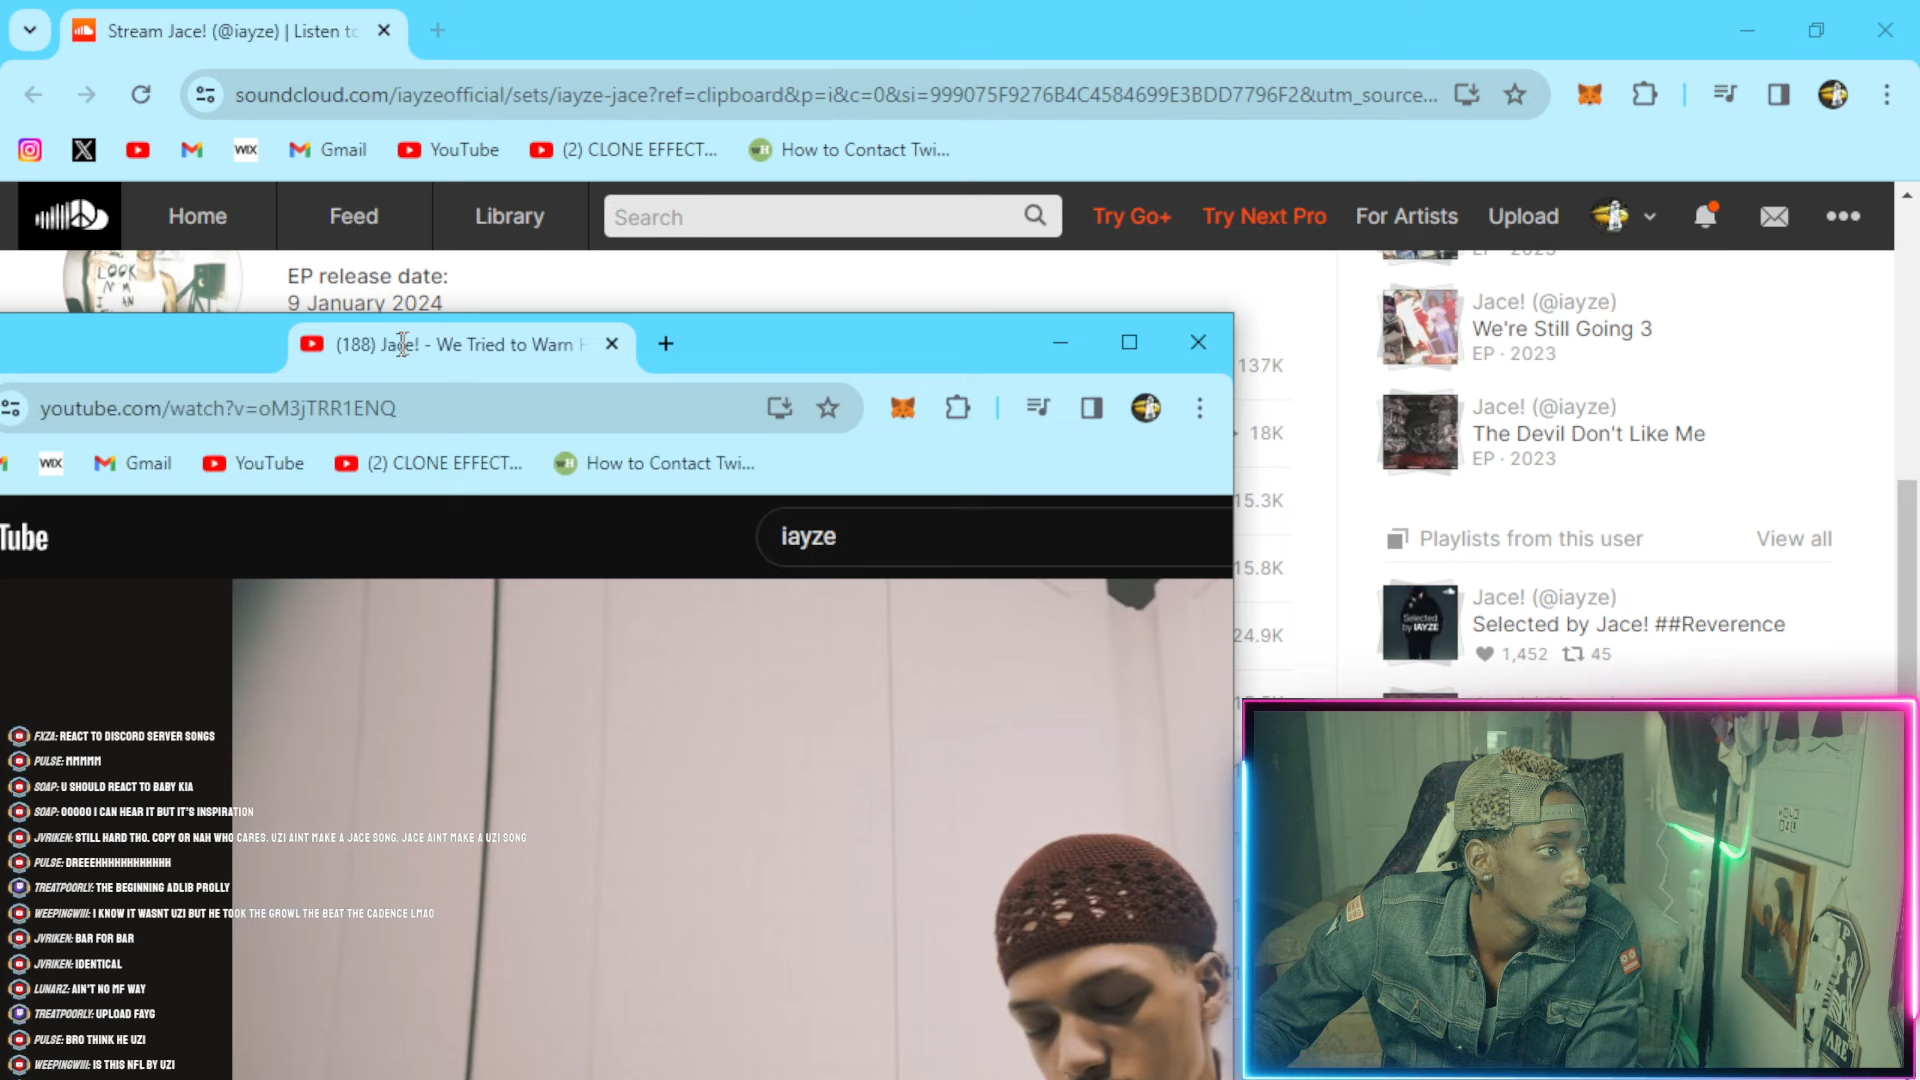 Stream Jace! (@iayze) | Listen to
soundcloud.com/iayzeofficial/sets/iayze-jace?ref=clipboard&p=i&c=0&si=999075F9276B4C4584699E3BDD7796F2&utm_source...
WIX Gmail YouTube (2) CLONE EFFECT... How to Contact Twi...
Home Feed Library Search Try Go+ Try Next Pro For Artists Upload
LOOK
EP release date:
9 January 2024
Jace! (@iayze)
We're Still Going 3
EP · 2023
Jace! (@iayze)
The Devil Don't Like Me
EP · 2023
Playlists from this user View all
Jace! (@iayze)
Selected by Jace! ##Reverence
1,452 45
Selected
by IAYZE
137K
18K
15.3K
15.8K
24.9K
(188) Jace! - We Tried to Warn
youtube.com/watch?v=oM3jTRR1ENQ
WIX Gmail YouTube (2) CLONE EFFECT... How to Contact Twi...
Tube iayze
FXZA: REACT TO DISCORD SERVER SONGS
PULSE: MMMMM
SOAP: U SHOULD REACT TO BABY KIA
SOAP: OOOOO I CAN HEAR IT BUT IT'S INSPIRATION
JVRIKEN: STILL HARD THO. COPY OR NAH WHO CARES. UZI AINT MAKE A JACE SONG. JACE AINT MAKE A UZI SONG
PULSE: DREEEHHHHHHHHHHHH
TREATPOORLY: THE BEGINNING ADLIB PROLLY
WEEPINGWIII: I KNOW IT WASNT UZI BUT HE TOOK THE GROWL THE BEAT THE CADENCE LMAO
JVRIKEN: BAR FOR BAR
JVRIKEN: IDENTICAL
LUNARZ: AIN'T NO MF WAY
TREATPOORLY: UPLOAD FAYG
PULSE: BRO THINK HE UZI
WEEPINGWIII: IS THIS NFL BY UZI